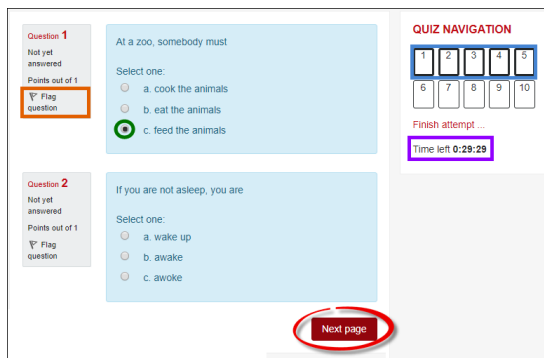 Question 1
Not yet
answered
Points out of 1
Flag
question
At a zoo, somebody must
Select one:
a. cook the animals
b. eat the animals
c. feed the animals
Question 2
Not yet
answered
Points out of 1
Flag
question
If you are not asleep, you are
Select one:
a. wake up
b. awake
c. awoke
Next page
QUIZ NAVIGATION
1 2 3 4 5
6 7 8 9 10
Finish attempt ...
Time left 0:29:29